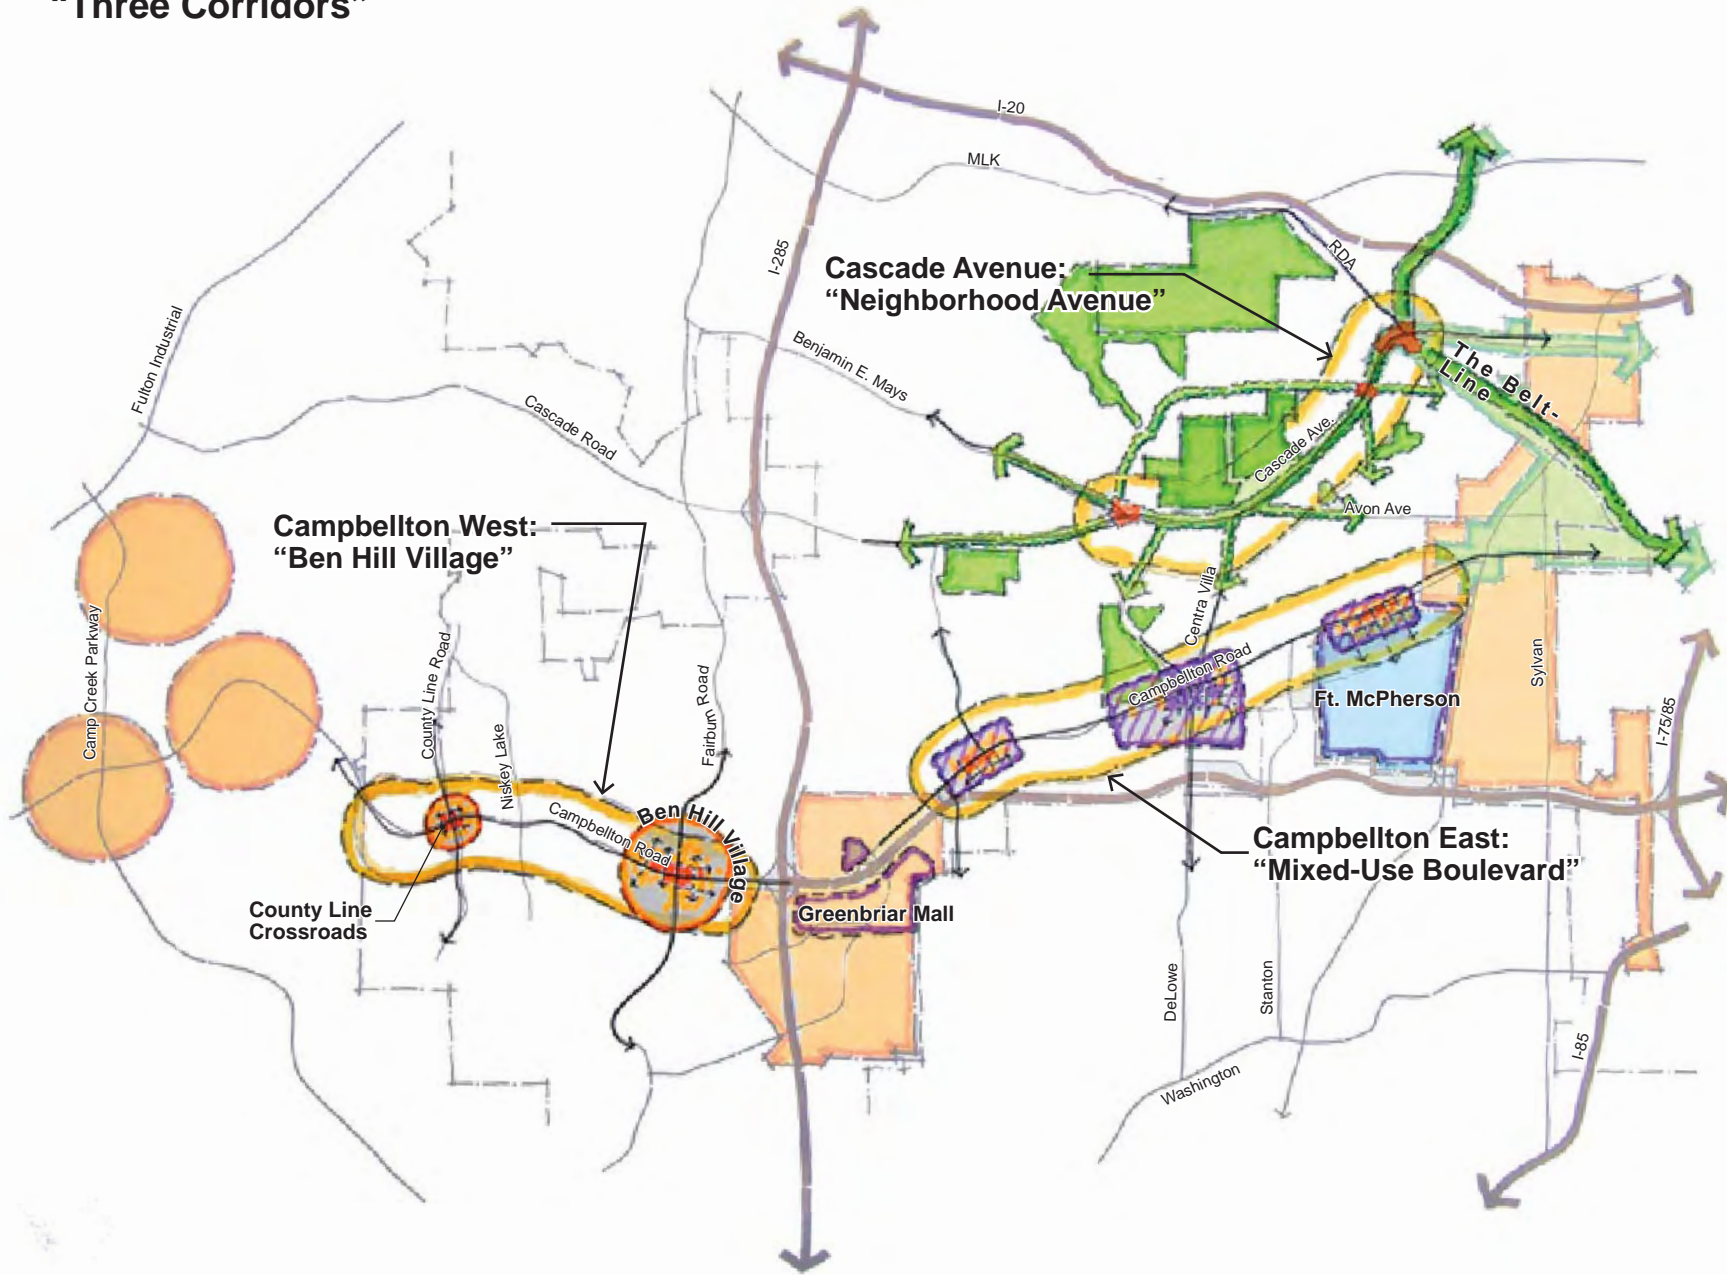 “Three Corridors”
I-20
MLK
I-285
RDA
Cascade Avenue:
“Neighborhood Avenue”
Fulton Industrial
Benjamin E. Mays
The Belt-
Line
Cascade Road
Cascade Ave.
Avon Ave
Campbellton West:
“Ben Hill Village”
Centra Villa
Camp Creek Parkway
County Line Road
Niskey Lake
Fairburn Road
Campbellton Road
Sylvan
Ft. McPherson
I-75/85
Campbellton Road
Ben Hill Village
Campbellton East:
“Mixed-Use Boulevard”
County Line
Crossroads
Greenbriar Mall
DeLowe
Stanton
Washington
I-85